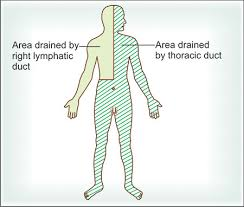 Area drained by
right lymphatic
duct
Area drained
by thoracic duct